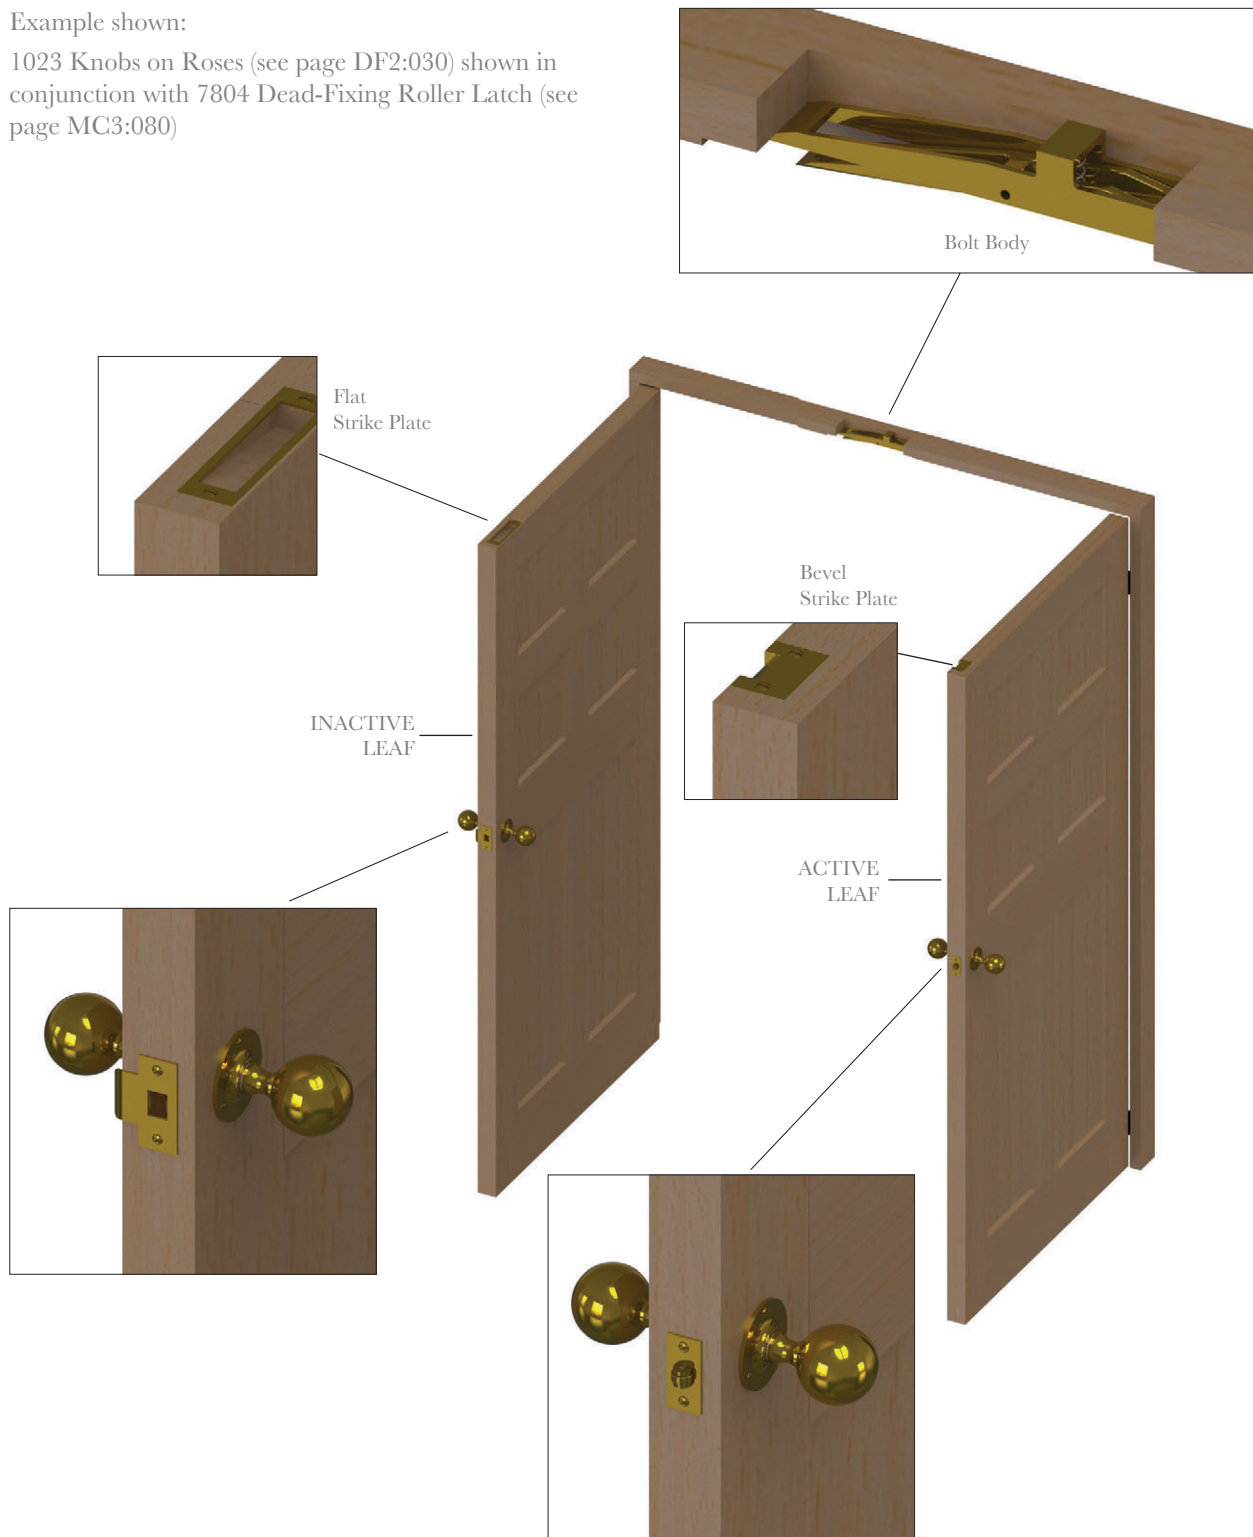 Example shown:
1023 Knobs on Roses (see page DF2:030) shown in
conjunction with 7804 Dead-Fixing Roller Latch (see
page MC3:080)
Bolt Body
Flat
Strike Plate
Bevel
Strike Plate
INACTIVE
LEAF
ACTIVE
LEAF